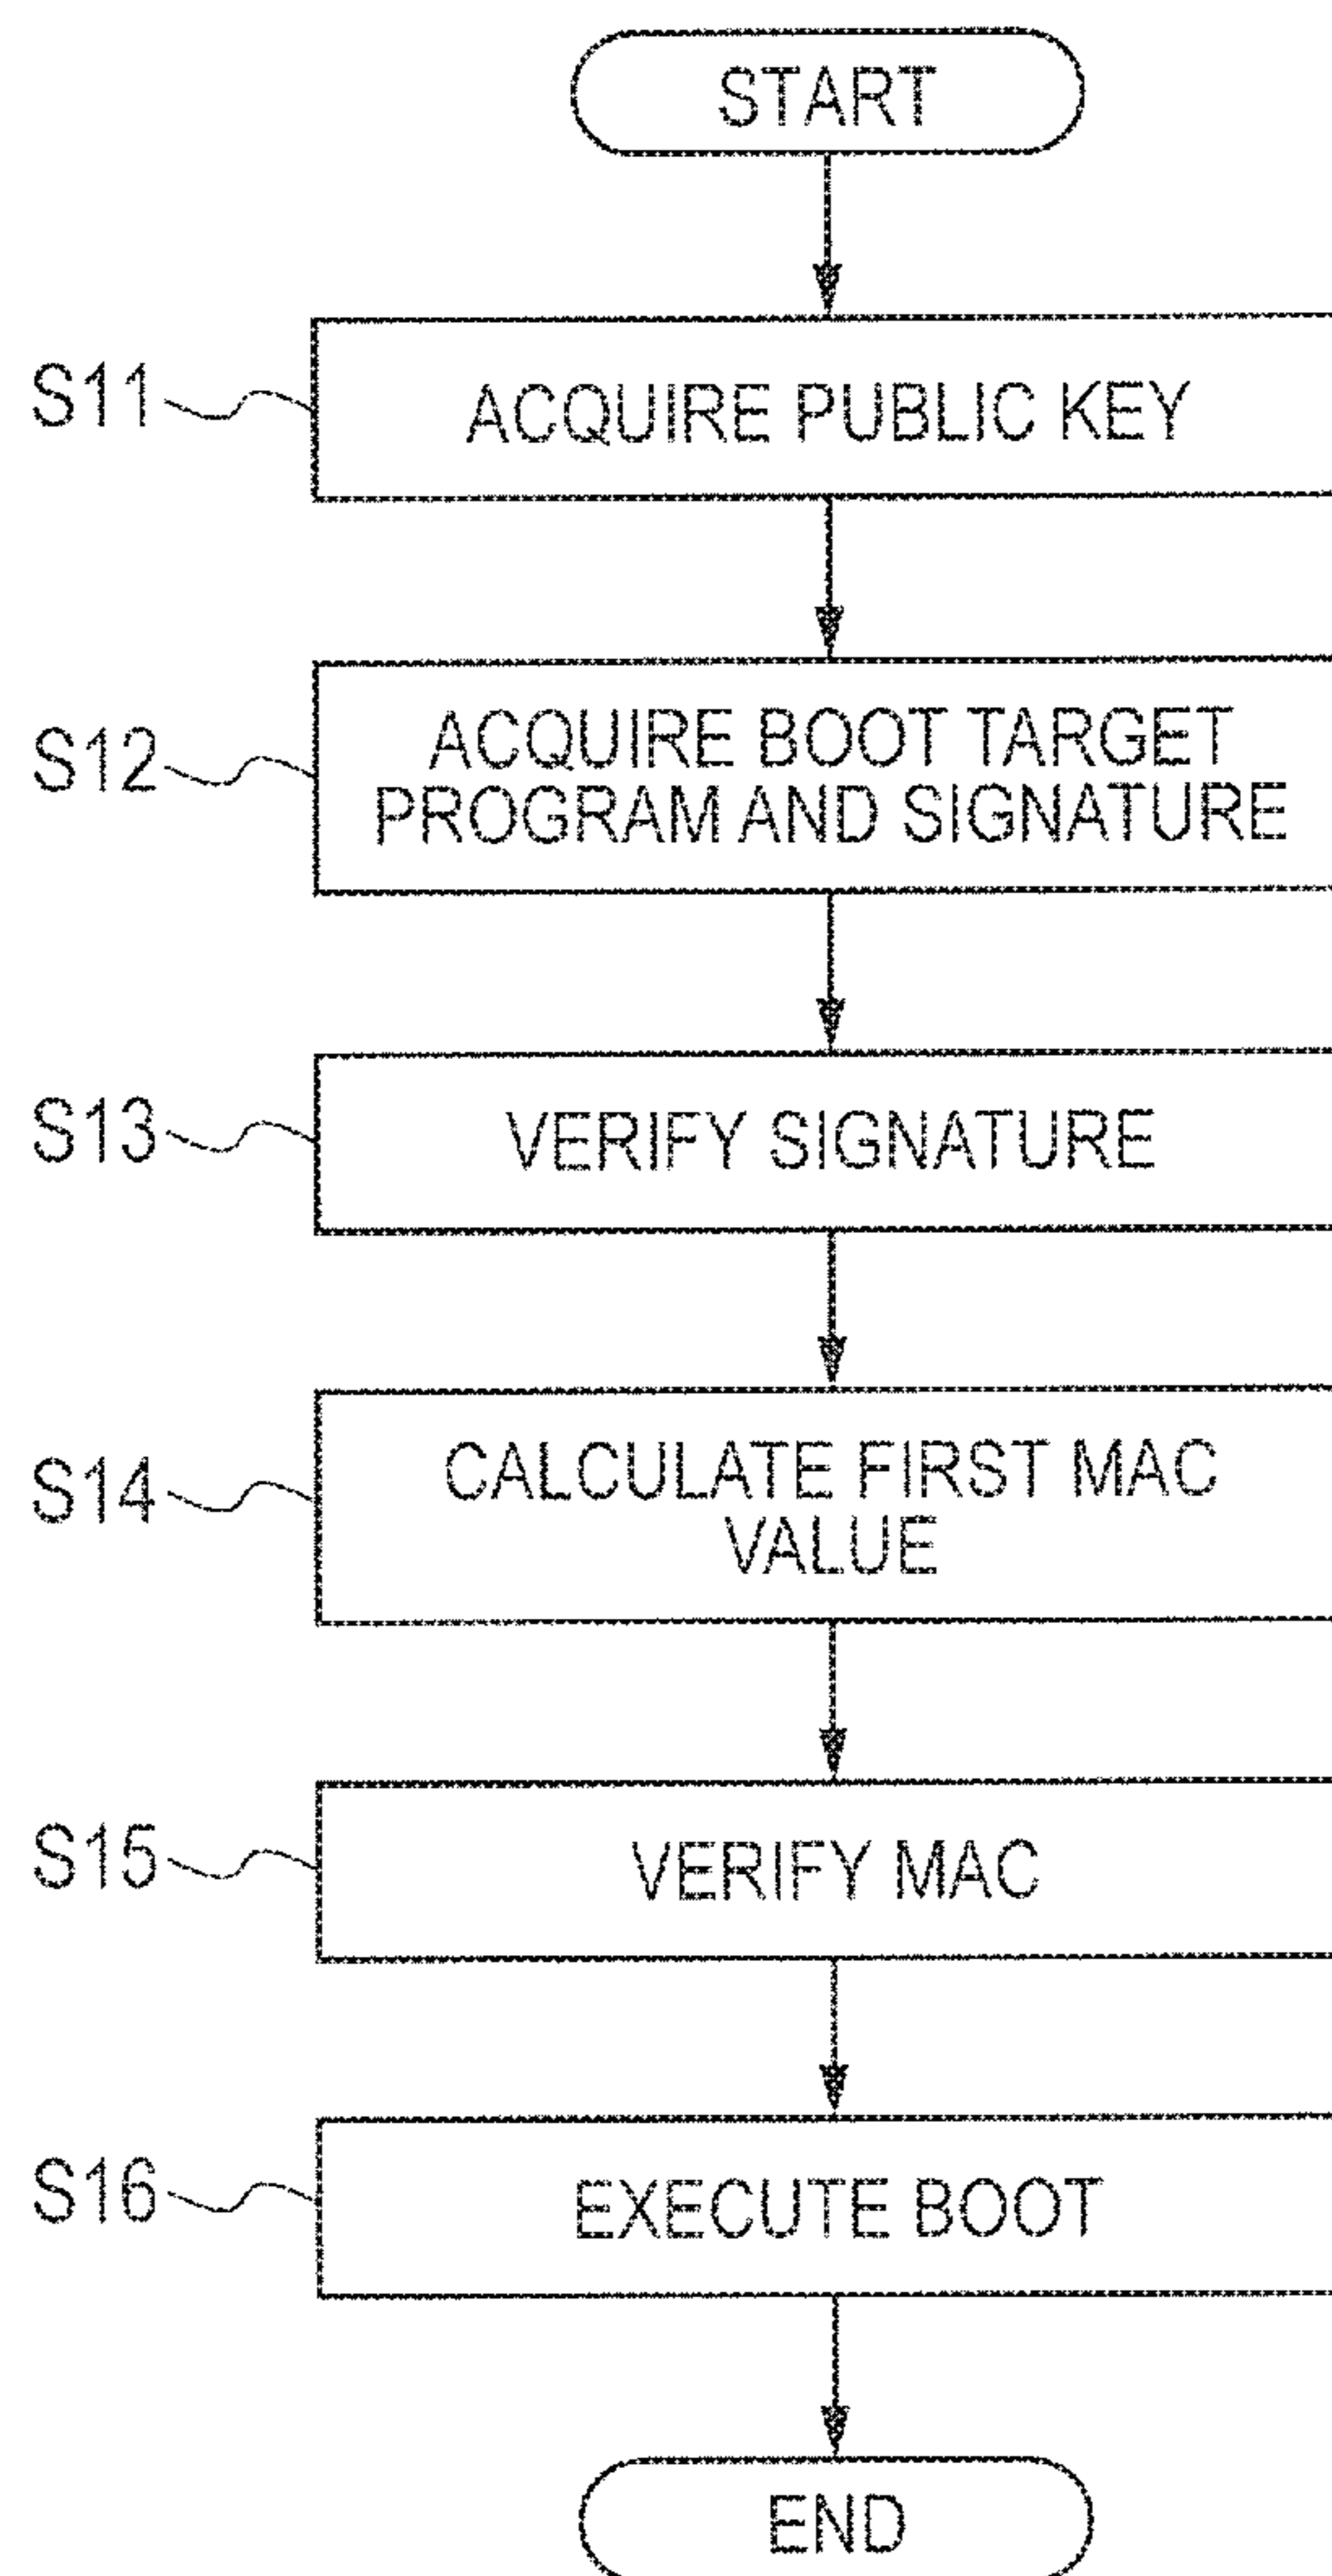 START
S11
ACQUIRE PUBLIC KEY
S12
ACQUIRE BOOT TARGET
PROGRAM AND SIGNATURE
S13
VERIFY SIGNATURE
S14
CALCULATE FIRST MAC
VALUE
S15
VERIFY MAC
S16
EXECUTE BOOT
END